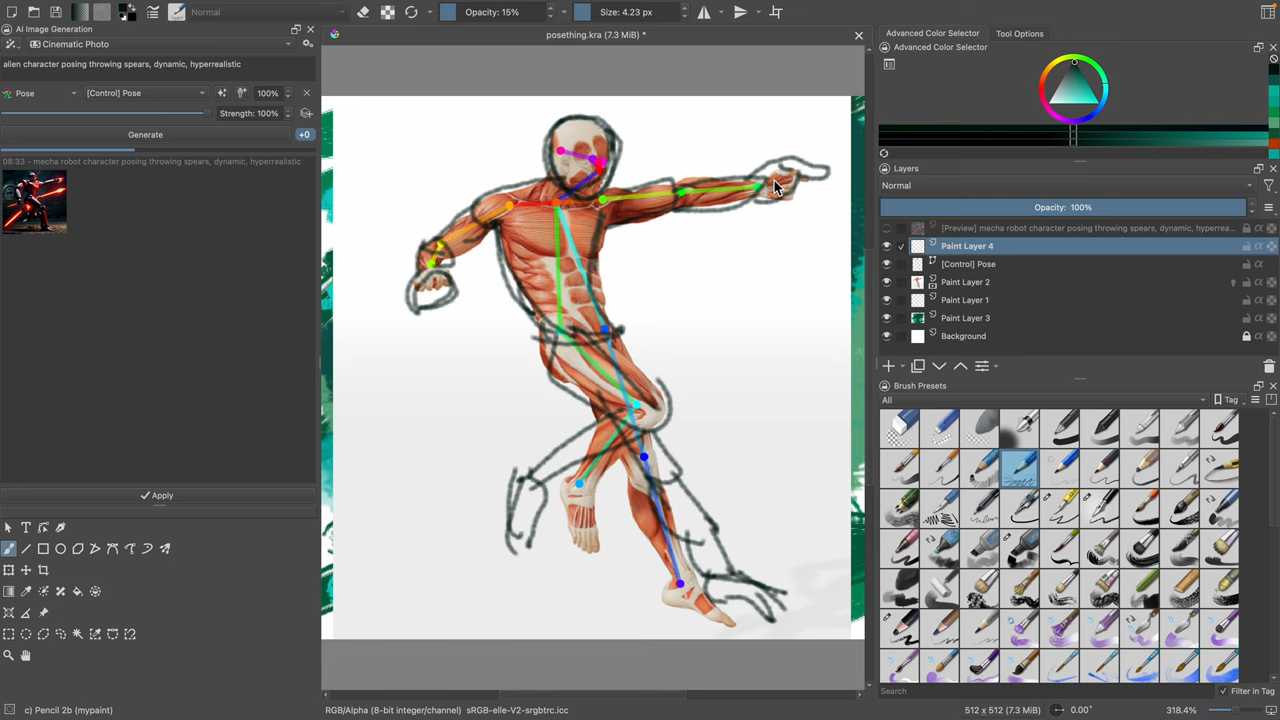 Normal
Opacity: 15%
Size: 4.23 px
AI Image Generation
posething.kra (7.3 MiB) *
Advanced Color Selector
Tool Options
Cinematic Photo
Advanced Color Selector
alien character posing throwing spears, dynamic, hyperrealistic
Pose
[Control] Pose
100%
Strength: 100%
Generate
+0
08:33 - mecha robot character posing throwing spears, dynamic, hyperrealistic
Layers
Normal
Opacity: 100%
[Preview] mecha robot character posing throwing spears, dynamic, hyperrea...
Paint Layer 4
[Control] Pose
Paint Layer 2
Paint Layer 1
Paint Layer 3
Background
Brush Presets
All
Tag
Apply
Search
Filter in Tag
c) Pencil 2b (mypaint)
RGB/Alpha (8-bit integer/channel) sRGB-elle-V2-srgbtrc.icc
512 x 512 (7.3 MiB)
0.00°
318.4%